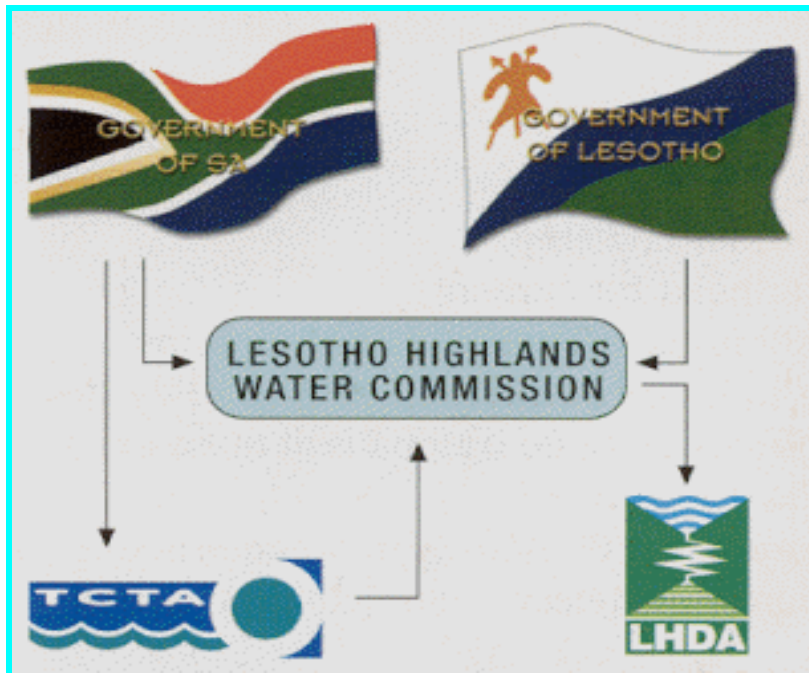 GOVERNMENT
OF SA
GOVERNMENT
OF LESOTHO
LESOTHO HIGHLANDS
WATER COMMISSION
TCTA
LHDA